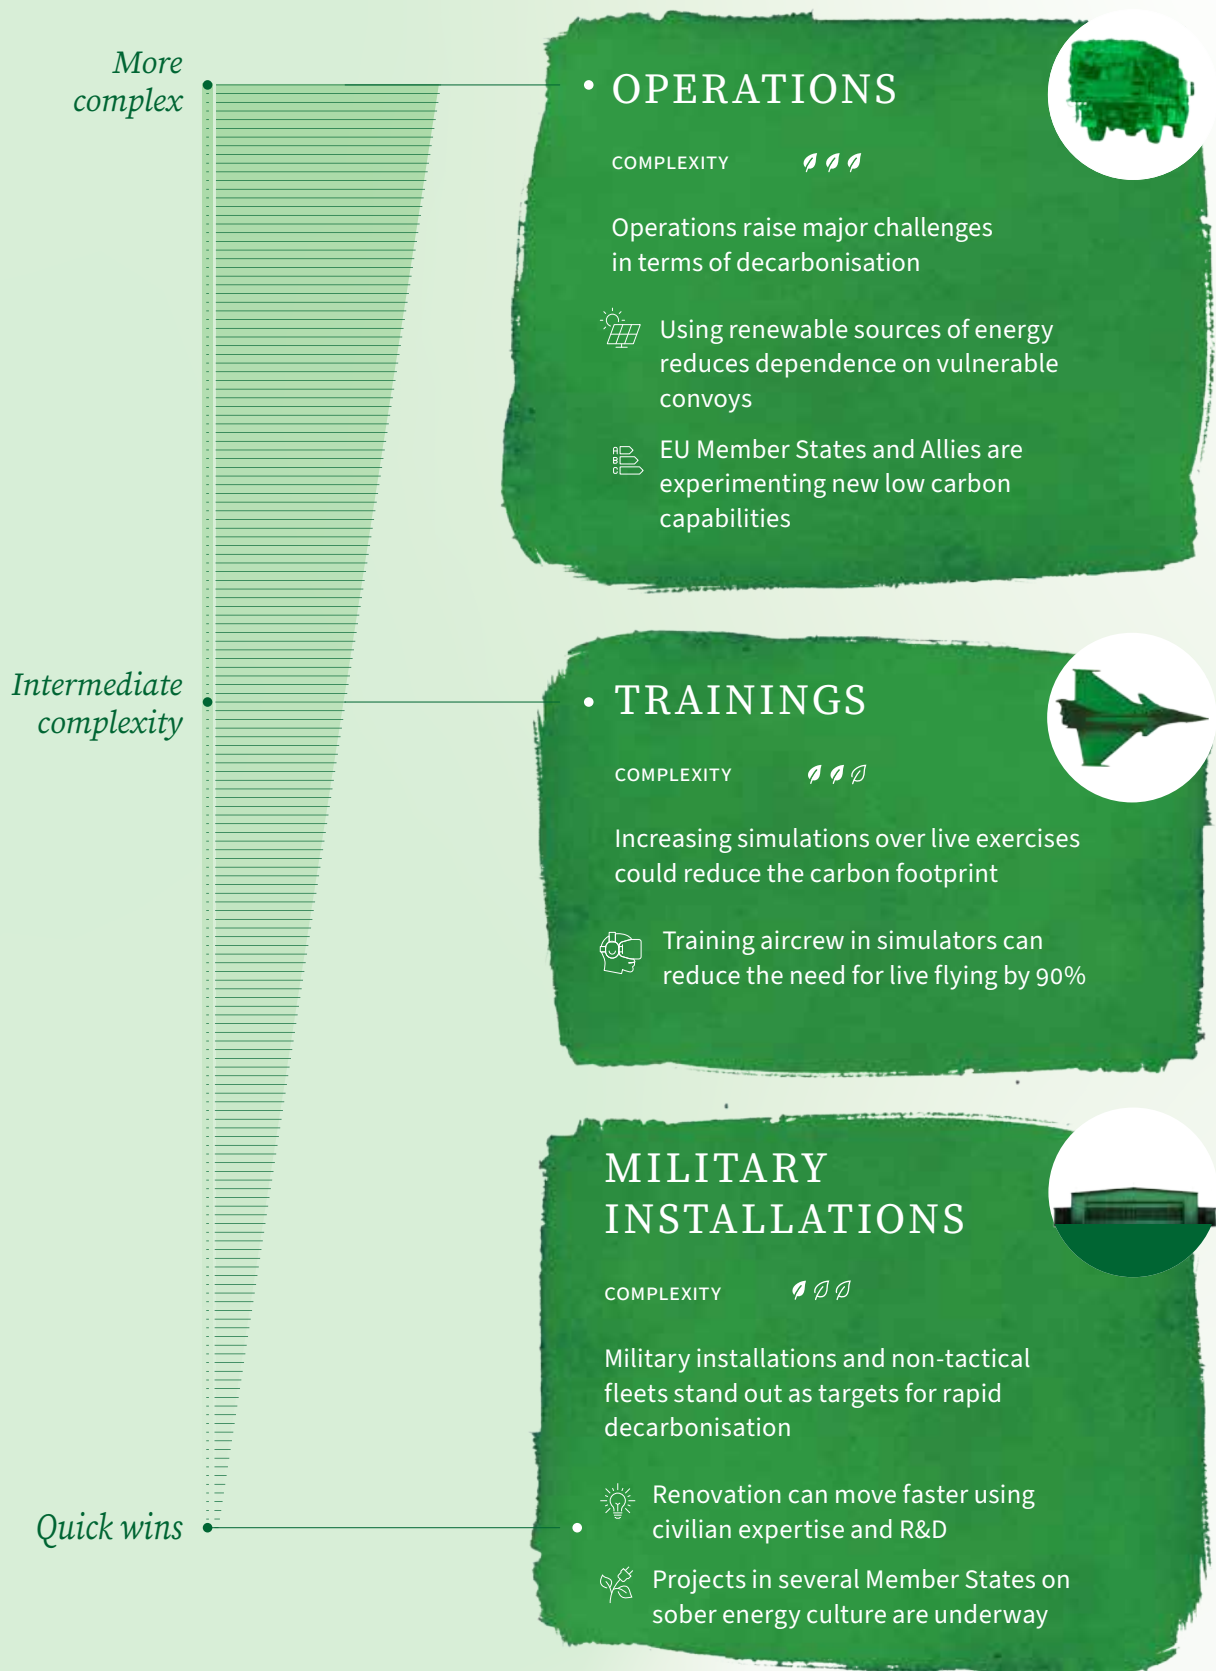 More
complex
OPERATIONS
COMPLEXITY
Operations raise major challenges
in terms of decarbonisation
Using renewable sources of energy
reduces dependence on vulnerable
convoys
A
B
C
EU Member States and Allies are
experimenting new low carbon
capabilities
Intermediate
complexity
TRAININGS
COMPLEXITY
Increasing simulations over live exercises
could reduce the carbon footprint
Training aircrew in simulators can
reduce the need for live flying by 90%
MILITARY
INSTALLATIONS
COMPLEXITY
Military installations and non-tactical
fleets stand out as targets for rapid
decarbonisation
Quick wins
Renovation can move faster using
civilian expertise and R&D
Projects in several Member States on
sober energy culture are underway